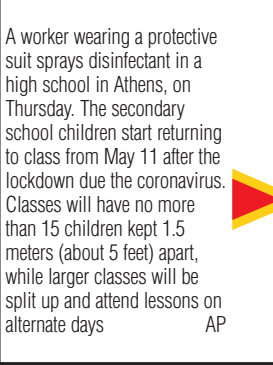 A worker wearing a protective
suit sprays disinfectant in a
high school in Athens, on
Thursday. The secondary
school children start returning
to class from May 11 after the
lockdown due the coronavirus.
Classes will have no more
than 15 children kept 1.5
meters (about 5 feet) apart,
while larger classes will be
split up and attend lessons on
alternate days AP